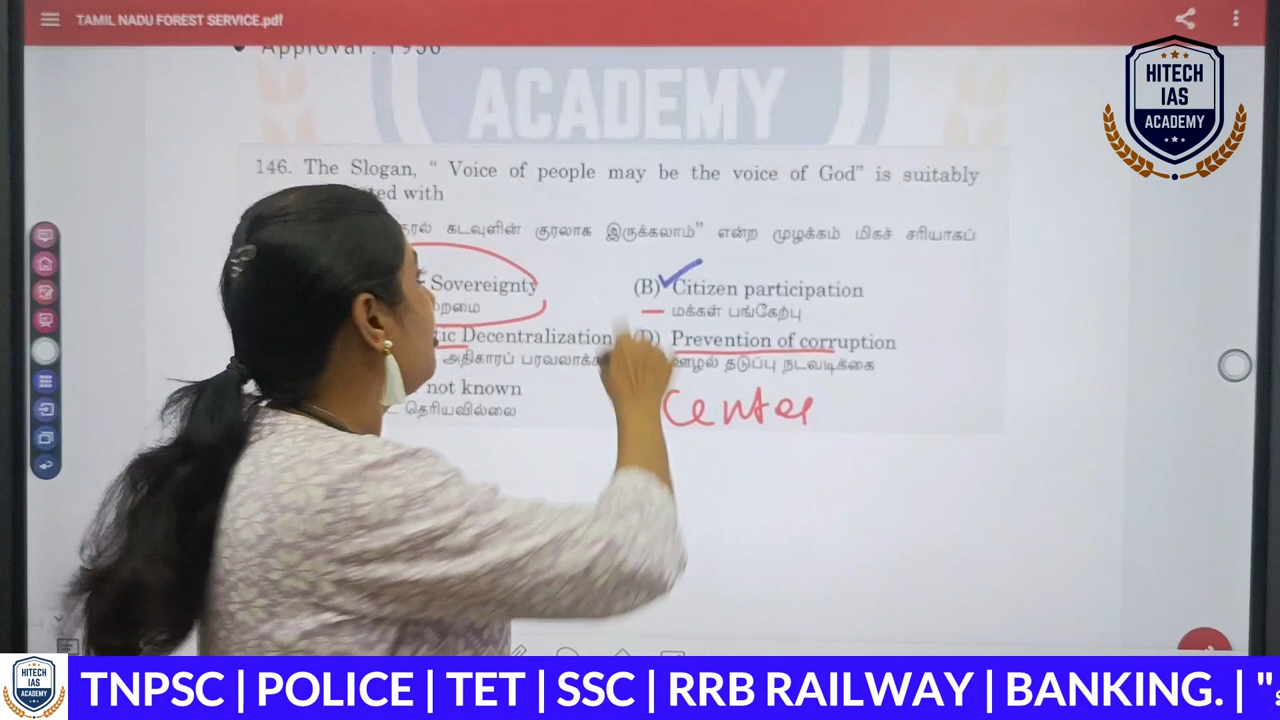 TAMIL NADU FOREST SERVICE.pdf
Approval: 1956
ACADEMY
HITECH
IAS
ACADEMY
146. The Slogan, “ Voice of people may be the voice of God” is suitably
with
கடவுளின் குரலாக இருக்கலாம்” என்ற முழக்கம் மிகச் சரியாகப்
Sovereignty
(B) Citizen participation
மக்கள் பங்கேற்பு
Decentralization
(D) Prevention of corruption
அதிகாரப்
ஊழல் தடுப்பு நடவடிக்கை
not known
தெரியவில்லை
Center
HITECH
IAS
ACADEMY
TNPSC | POLICE | TET | SSC | RRB RAILWAY | BANKING. | "